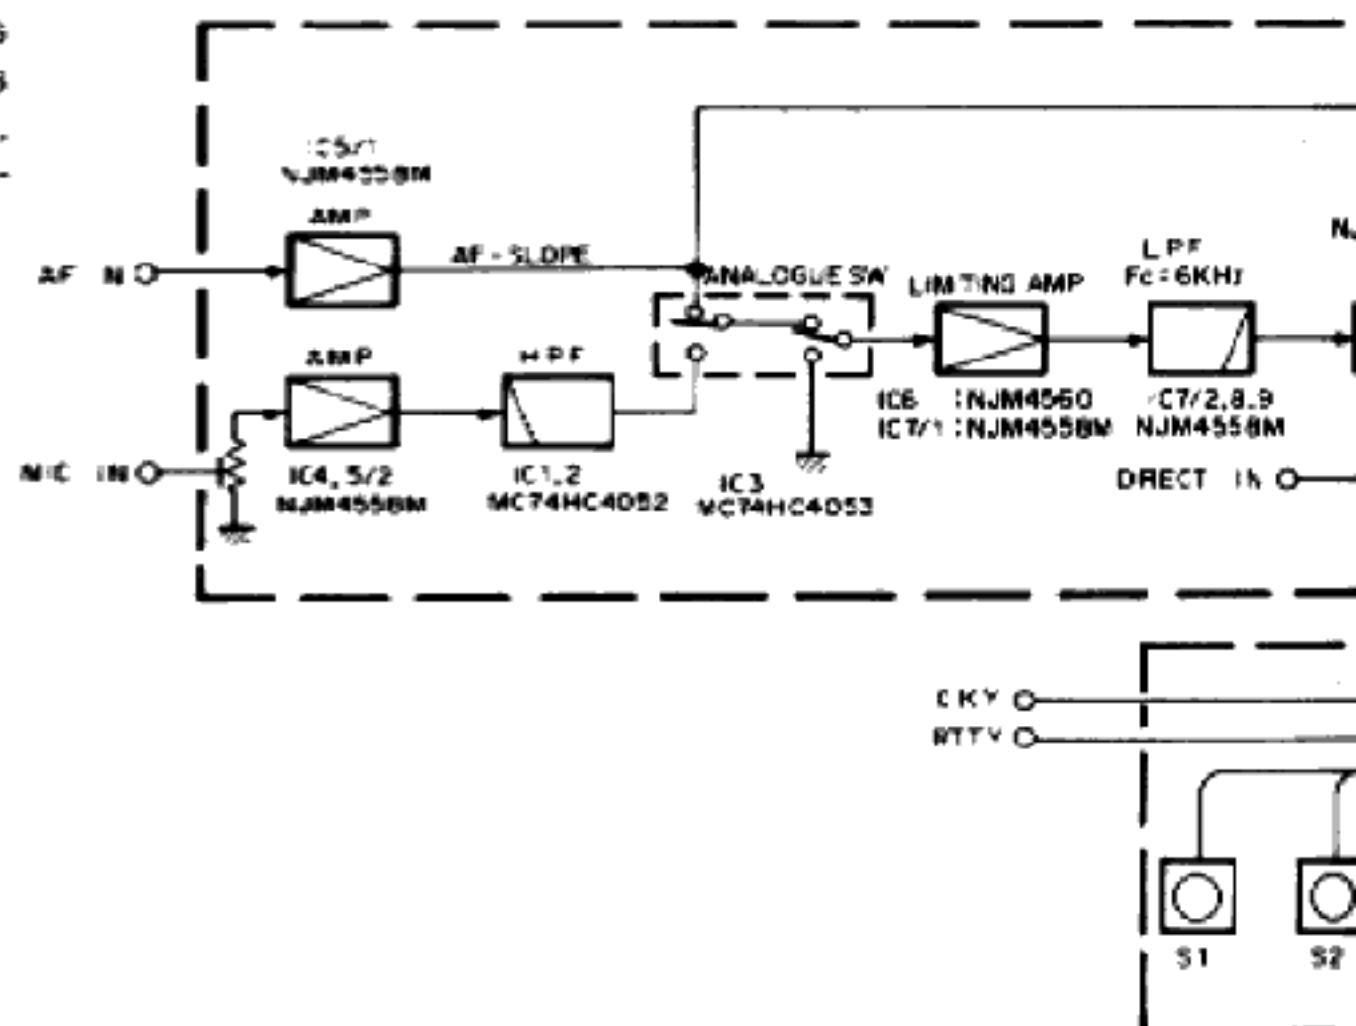 IC5/1
NJM4558M
AMP
AF IN
AF-SLOPE
ANALOGUE SW
LIMITING AMP
LPF
Fc=6KHz
AMP
HPF
IC6 :NJM4560
IC7/1:NJM4558M
IC7/2,8,9
NJM4558M
MIC IN
IC4,5/2
NJM4558M
IC1,2
MC74HC4052
IC3
MC74HC4053
DIRECT IN
CKY
RTTY
S1
S2